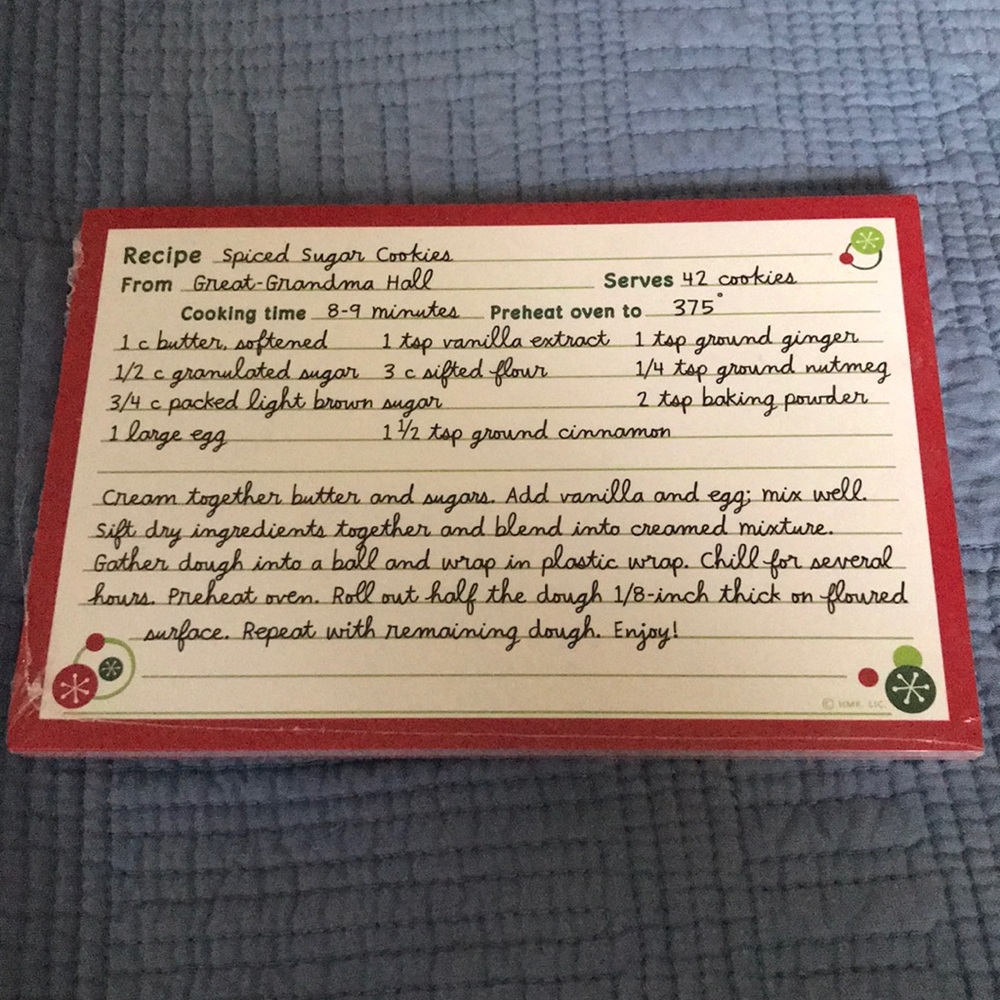 Recipe Spiced Sugar Cookies
From Great-Grandma Hall Serves 42 cookies
Cooking time 8-9 minutes Preheat oven to 375°
1 c butter, softened 1 tsp vanilla extract 1 tsp ground ginger
1/2 c granulated sugar 3 c sifted flour 1/4 tsp ground nutmeg
3/4 c packed light brown sugar 2 tsp baking powder
1 large egg 1 1/2 tsp ground cinnamon
Cream together butter and sugars. Add vanilla and egg; mix well.
Sift dry ingredients together and blend into creamed mixture.
Gather dough into a ball and wrap in plastic wrap. Chill for several
hours. Preheat oven. Roll out half the dough 1/8-inch thick on floured
surface. Repeat with remaining dough. Enjoy!
© HMK. LIC.